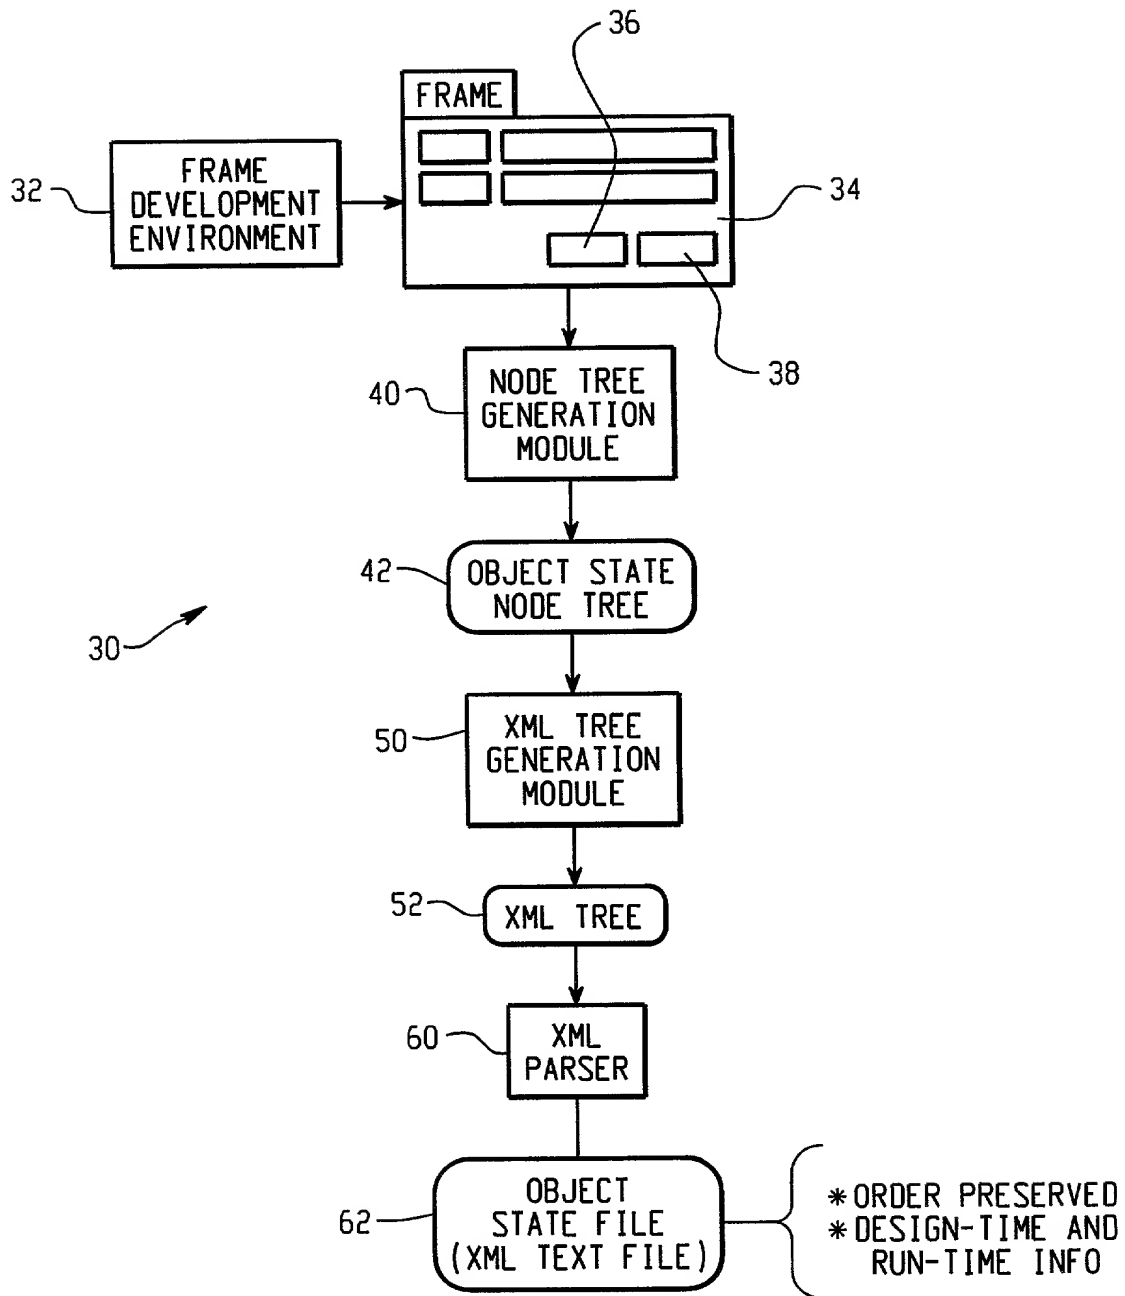 36
FRAME
32
FRAME
DEVELOPMENT
ENVIRONMENT
34
38
40
NODE TREE
GENERATION
MODULE
42
OBJECT STATE
NODE TREE
30
50
XML TREE
GENERATION
MODULE
52
XML TREE
60
XML
PARSER
62
OBJECT
STATE FILE
(XML TEXT FILE)
*ORDER PRESERVED
*DESIGN-TIME AND
RUN-TIME INFO